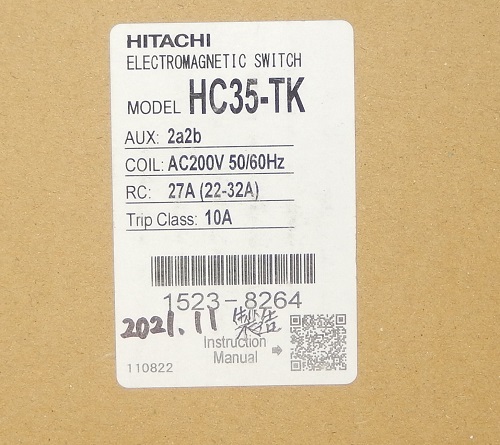 HITACHI
ELECTROMAGNETIC SWITCH
MODEL HC35-TK
AUX: 2a2b
COIL: AC200V 50/60Hz
RC: 27A (22-32A)
Trip Class: 10A
1523-8264
2021.11 製造
Instruction
Manual
110822